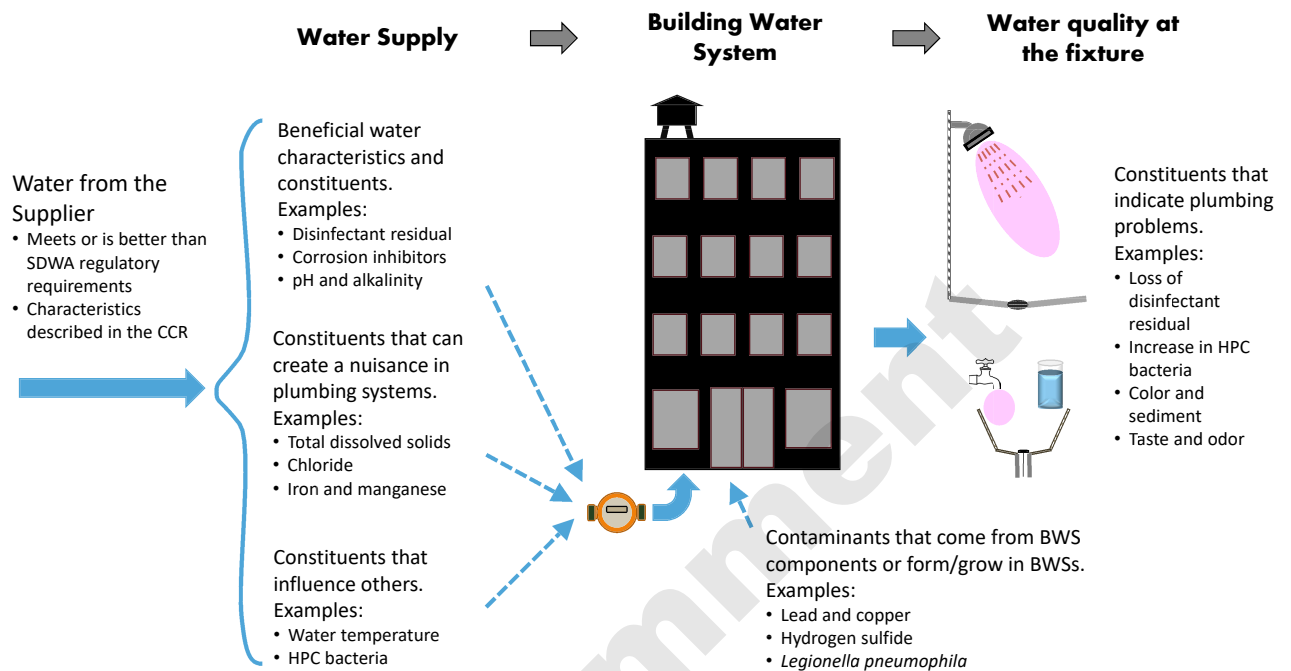 Water Supply
Building Water
System
Water quality at
the fixture
Water from the
Supplier
• Meets or is better than
SDWA regulatory
requirements
• Characteristics
described in the CCR
Beneficial water
characteristics and
constituents.
Examples:
• Disinfectant residual
• Corrosion inhibitors
• pH and alkalinity
Constituents that can
create a nuisance in
plumbing systems.
Examples:
• Total dissolved solids
• Chloride
• Iron and manganese
Constituents that
influence others.
Examples:
• Water temperature
• HPC bacteria
Contaminants that come from BWS
components or form/grow in BWSs.
Examples:
• Lead and copper
• Hydrogen sulfide
• Legionella pneumophila
Constituents that
indicate plumbing
problems.
Examples:
• Loss of
disinfectant
residual
• Increase in HPC
bacteria
• Color and
sediment
• Taste and odor
mment